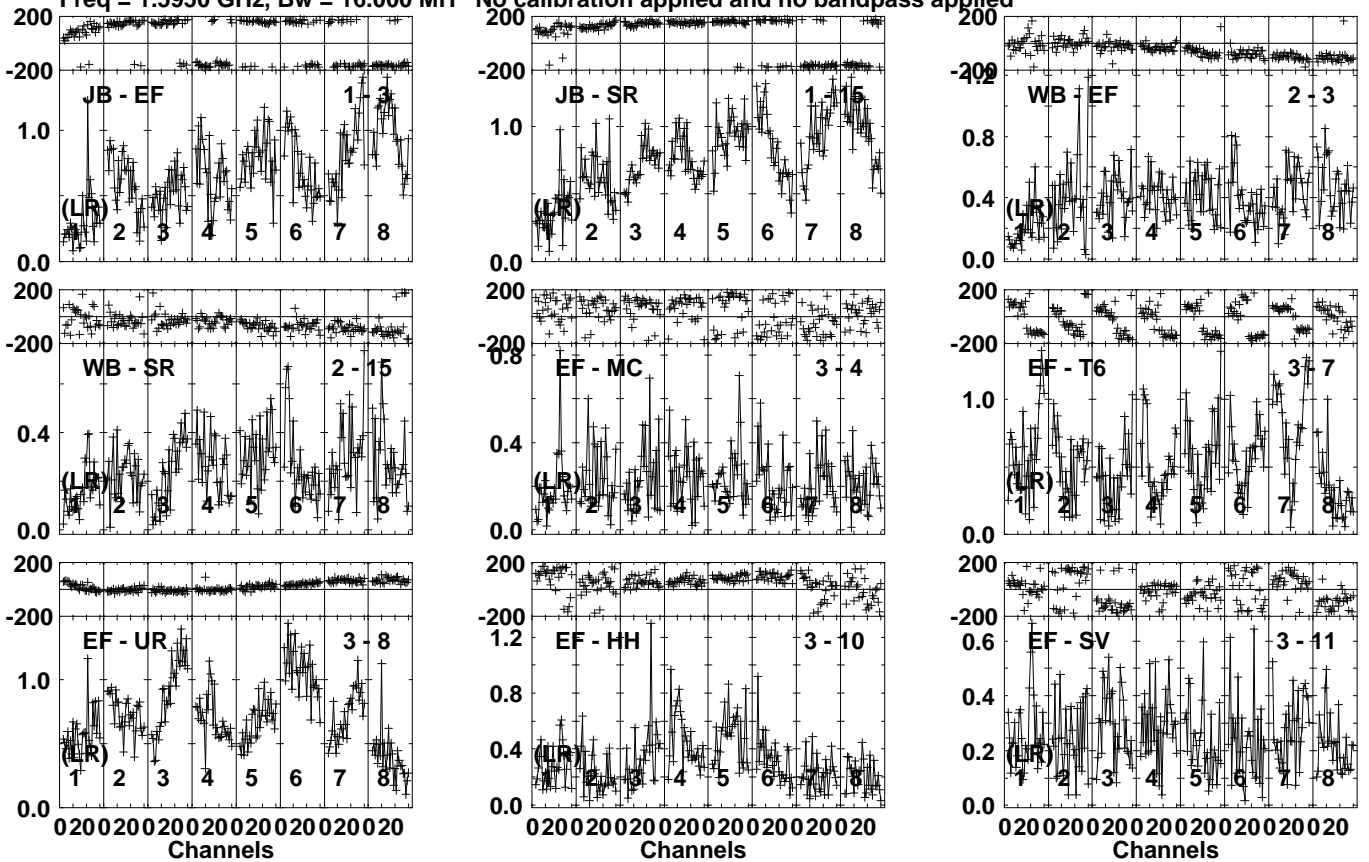 Freq = 1.5950 GHz, Bw = 16.000 MH No calibration applied and no bandpass applied
200
-200
JB - EF 1 - 3
1.0
(LR)
1 2 3 4 5 6 7 8
0.0
200
-200
JB - SR 1 - 15
1.0
(LR)
1 2 3 4 5 6 7 8
0.0
200
-200
1.2
WB - EF 2 - 3
0.8
0.4
(LR)
1 2 3 4 5 6 7 8
0.0
200
-200
WB - SR 2 - 15
0.4
(LR)
1 2 3 4 5 6 7 8
0.0
200
-200
0.8
EF - MC 3 - 4
0.4
(LR)
1 2 3 4 5 6 7 8
0.0
200
-200
EF - T6 3 - 7
1.0
(LR)
1 2 3 4 5 6 7 8
0.0
200
-200
EF - UR 3 - 8
1.0
(LR)
1 2 3 4 5 6 7 8
0.0
200
-200
1.2
EF - HH 3 - 10
0.8
0.4
(LR)
1 2 3 4 5 6 7 8
0.0
200
-200
0.6
EF - SV 3 - 11
0.4
0.2
(LR)
1 2 3 4 5 6 7 8
0.0
0 20 0 20 0 20 0 20 0 20 0 20 0 20 0 20
Channels
0 20 0 20 0 20 0 20 0 20 0 20 0 20 0 20
Channels
0 20 0 20 0 20 0 20 0 20 0 20 0 20 0 20
Channels